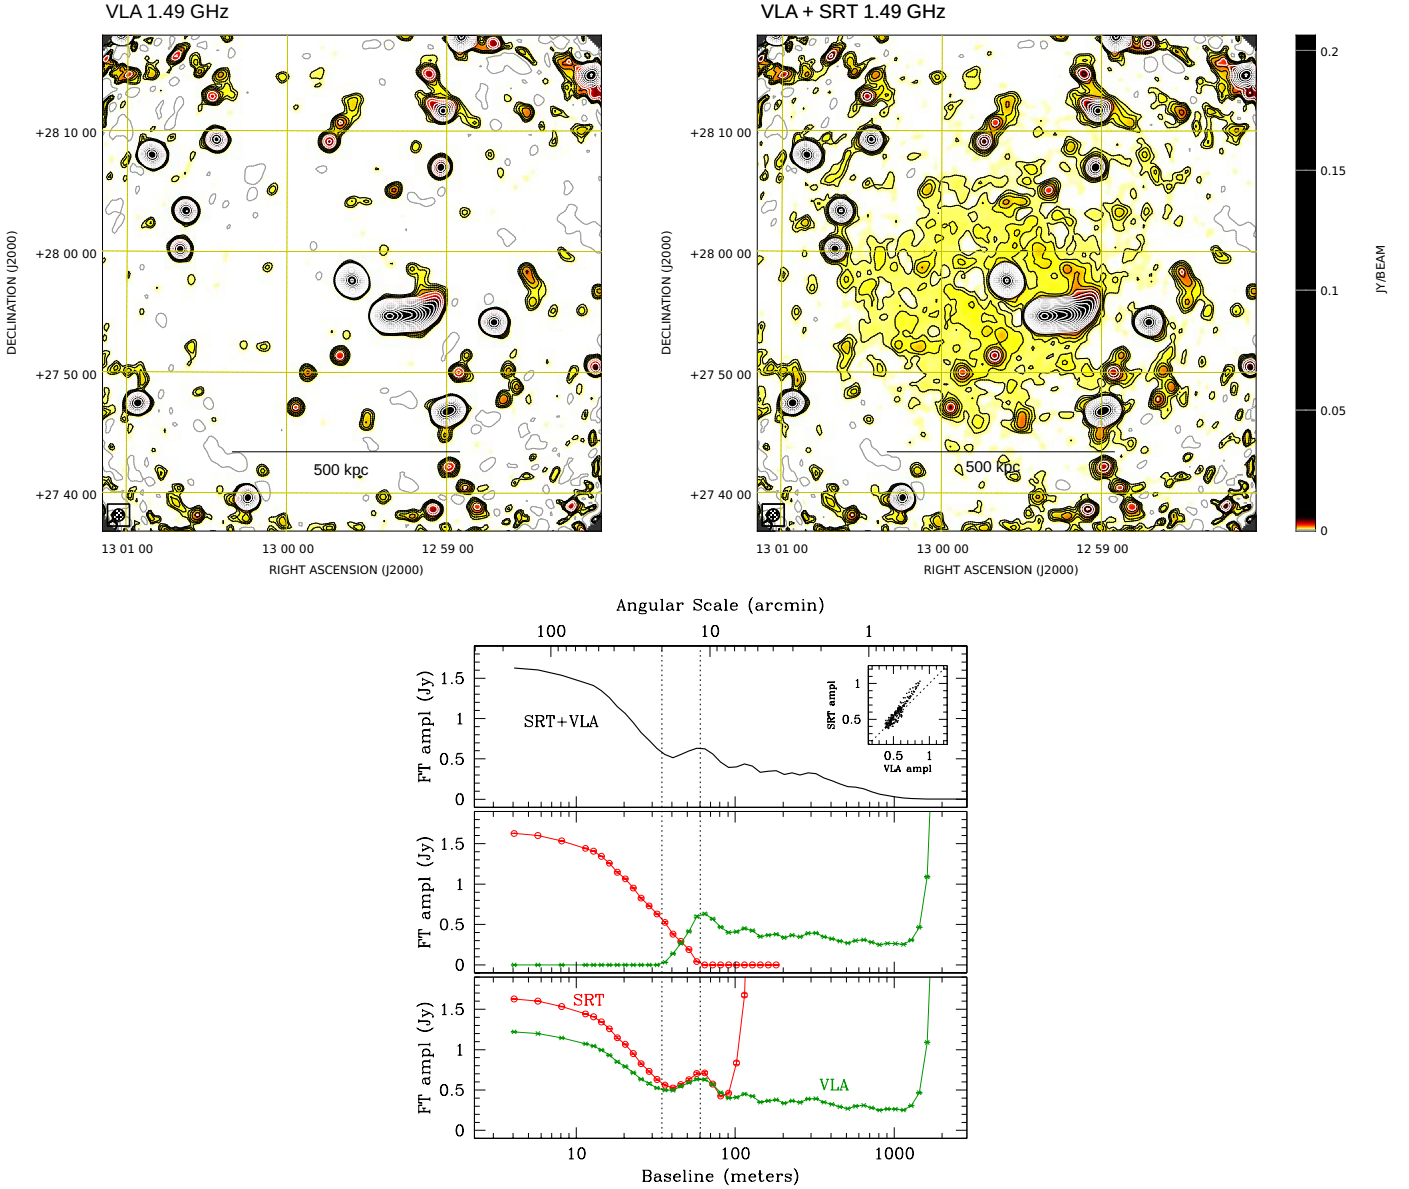 VLA 1.49 GHz
VLA + SRT 1.49 GHz
DECLINATION (J2000)
+28 10 00
+28 00 00
+27 50 00
+27 40 00
500 kpc
13 01 00
13 00 00
12 59 00
RIGHT ASCENSION (J2000)
DECLINATION (J2000)
+28 10 00
+28 00 00
+27 50 00
+27 40 00
500 kpc
13 01 00
13 00 00
12 59 00
RIGHT ASCENSION (J2000)
0.2
0.15
0.1
0.05
0
JY/BEAM
Angular Scale (arcmin)
100
10
1
FT ampl (Jy)
1.5
1
0.5
0
SRT+VLA
SRT ampl
1
0.5
0.5
1
VLA ampl
FT ampl (Jy)
1.5
1
0.5
0
FT ampl (Jy)
1.5
1
0.5
0
SRT
VLA
10
100
1000
Baseline (meters)